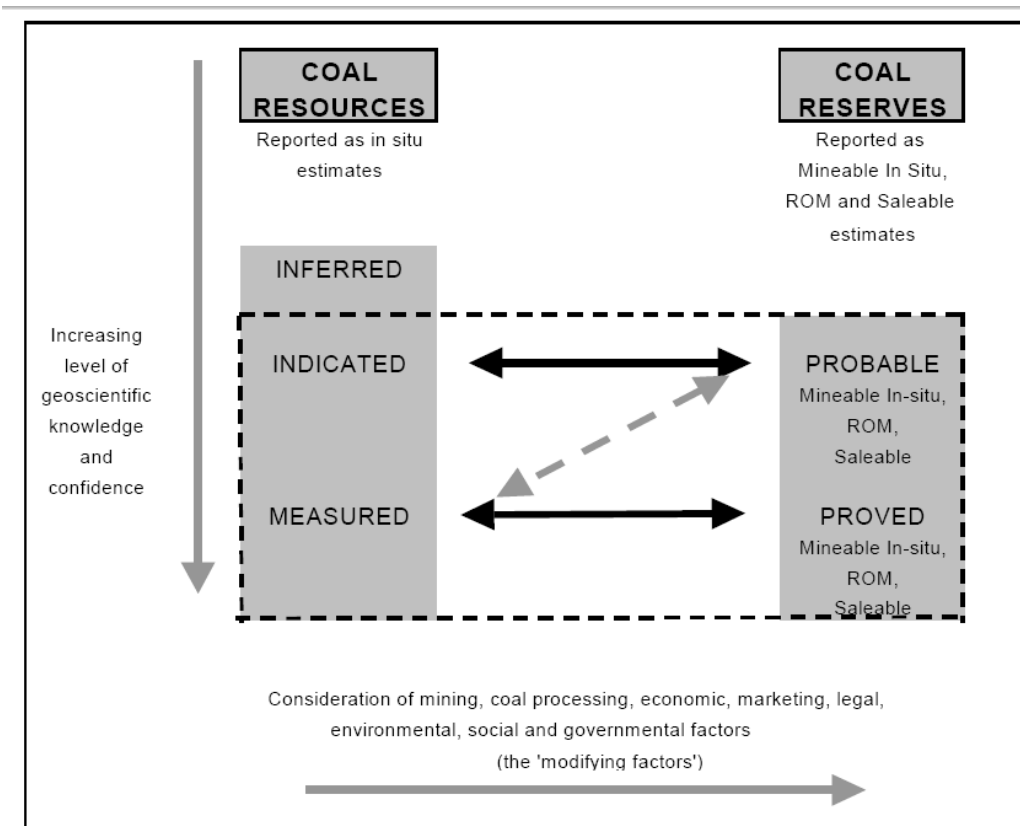 COAL
RESOURCES
Reported as in situ
estimates
COAL
RESERVES
Reported as
Mineable In Situ,
ROM and Saleable
estimates
INFERRED
Increasing
level of
geoscientific
knowledge
and
confidence
INDICATED
PROBABLE
Mineable In-situ,
ROM,
Saleable
MEASURED
PROVED
Mineable In-situ,
ROM,
Saleable
Consideration of mining, coal processing, economic, marketing, legal,
environmental, social and governmental factors
(the 'modifying factors')